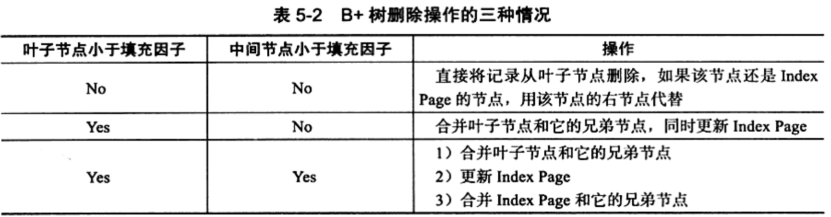 表 5-2 B+ 树删除操作的三种情况
叶子节点小于填充因子 中间节点小于填充因子 操作
No No 直接将记录从叶子节点删除，如果该节点还是 Index
Page 的节点，用该节点的右节点代替
Yes No 合并叶子节点和它的兄弟节点，同时更新 Index Page
1）合并叶子节点和它的兄弟节点
Yes Yes 2）更新 Index Page
3）合并 Index Page 和它的兄弟节点